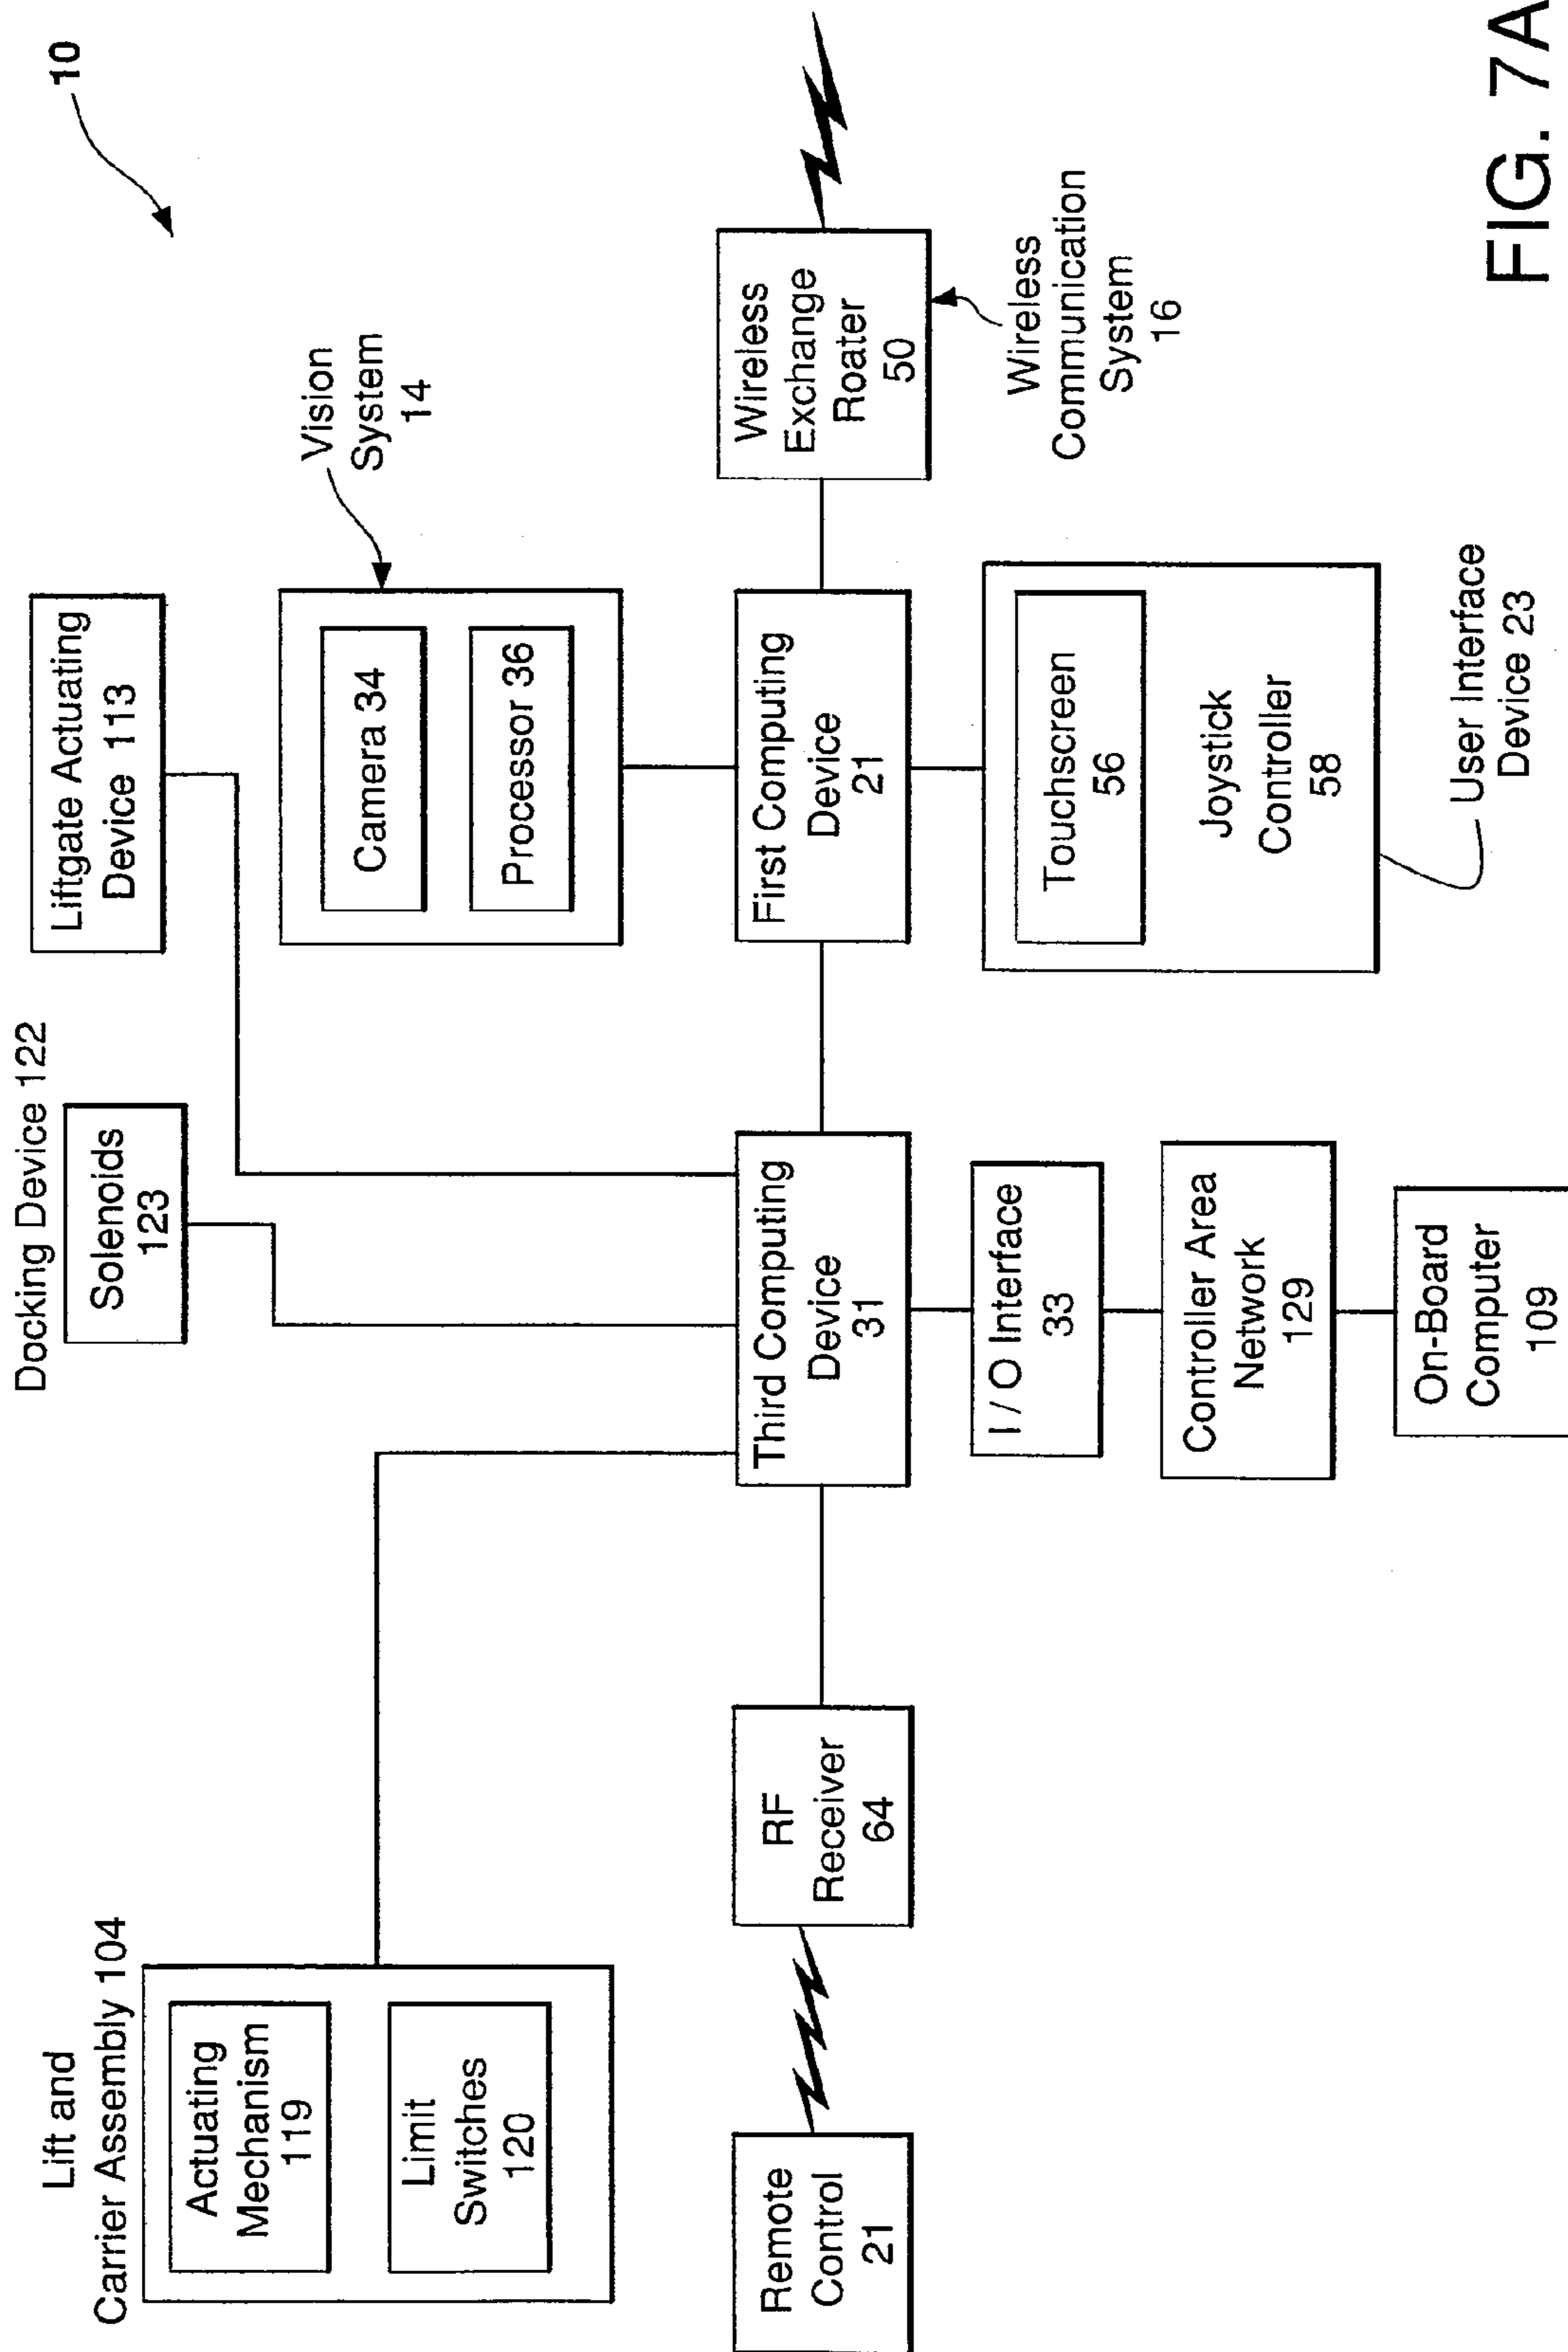 10
Lift and
Carrier Assembly 104
Actuating
Mechanism
119
Limit
Switches
120
Docking Device 122
Solenoids
123
Liftgate Actuating
Device 113
Vision
System
14
Camera 34
Processor 36
Remote
Control
21
RF
Receiver
64
Third Computing
Device
31
First Computing
Device
21
Wireless
Exchange
Roater
50
Wireless
Communication
System
16
I / O Interface
33
Controller Area
Network
129
On-Board
Computer
109
Touchscreen
56
Joystick
Controller
58
User Interface
Device 23
FIG. 7A